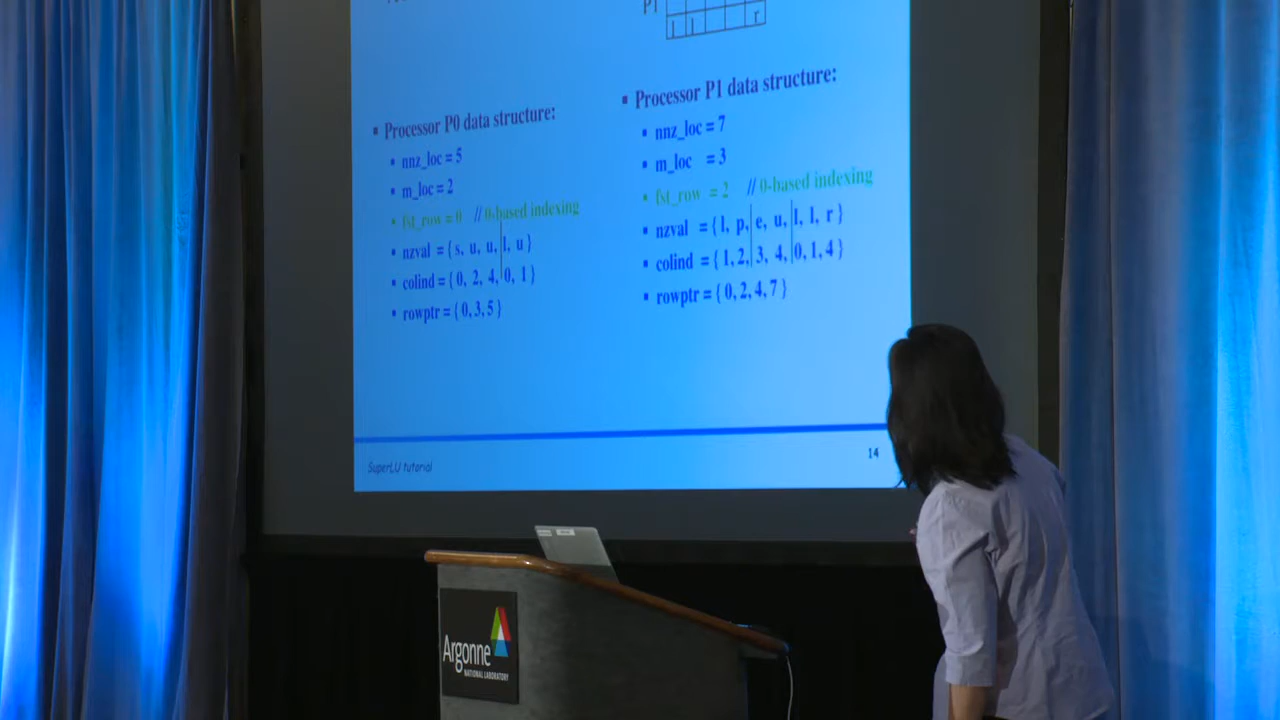 P1
l l r
Processor P0 data structure:
nnz_loc = 5
m_loc = 2
fst_row = 0 // 0-based indexing
nzval = { s, u, u, l, u }
colind = { 0, 2, 4, 0, 1 }
rowptr = { 0, 3, 5 }
Processor P1 data structure:
nnz_loc = 7
m_loc = 3
fst_row = 2 // 0-based indexing
nzval = { l, p, e, u, l, l, r }
colind = { 1, 2, 3, 4, 0, 1, 4 }
rowptr = { 0, 2, 4, 7 }
SuperLU tutorial
14
Argonne
NATIONAL LABORATORY